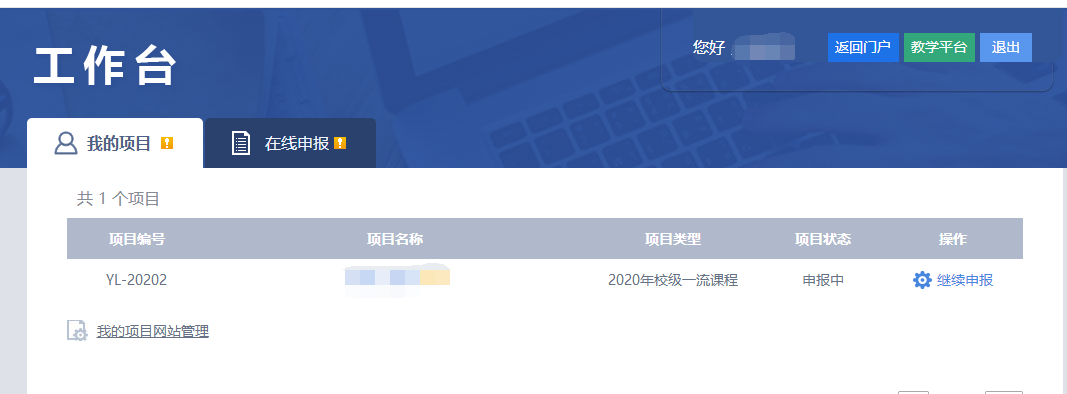 工作台
您好
返回门户 教学平台 退出
我的项目 在线申报
共 1 个项目
项目编号 项目名称 项目类型 项目状态 操作
YL-20202 2020年校级一流课程 申报中 继续申报
我的项目网站管理